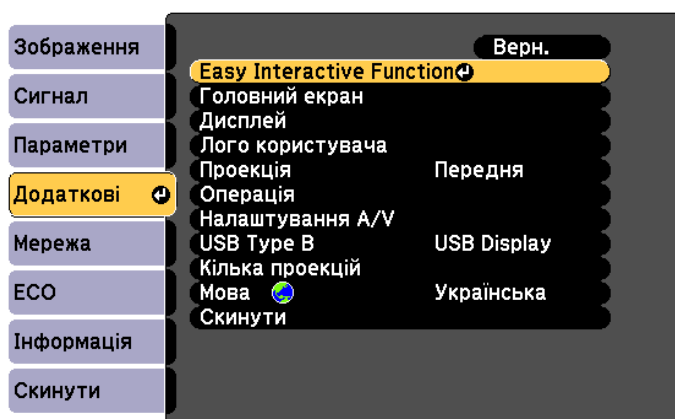 Зображення
Сигнал
Параметри
Додаткові
Мережа
ECO
Інформація
Скинути
Верн.
Easy Interactive Function
Головний екран
Дисплей
Лого користувача
Проекція Передня
Операція
Налаштування A/V
USB Type B USB Display
Кілька проекцій
Мова Українська
Скинути